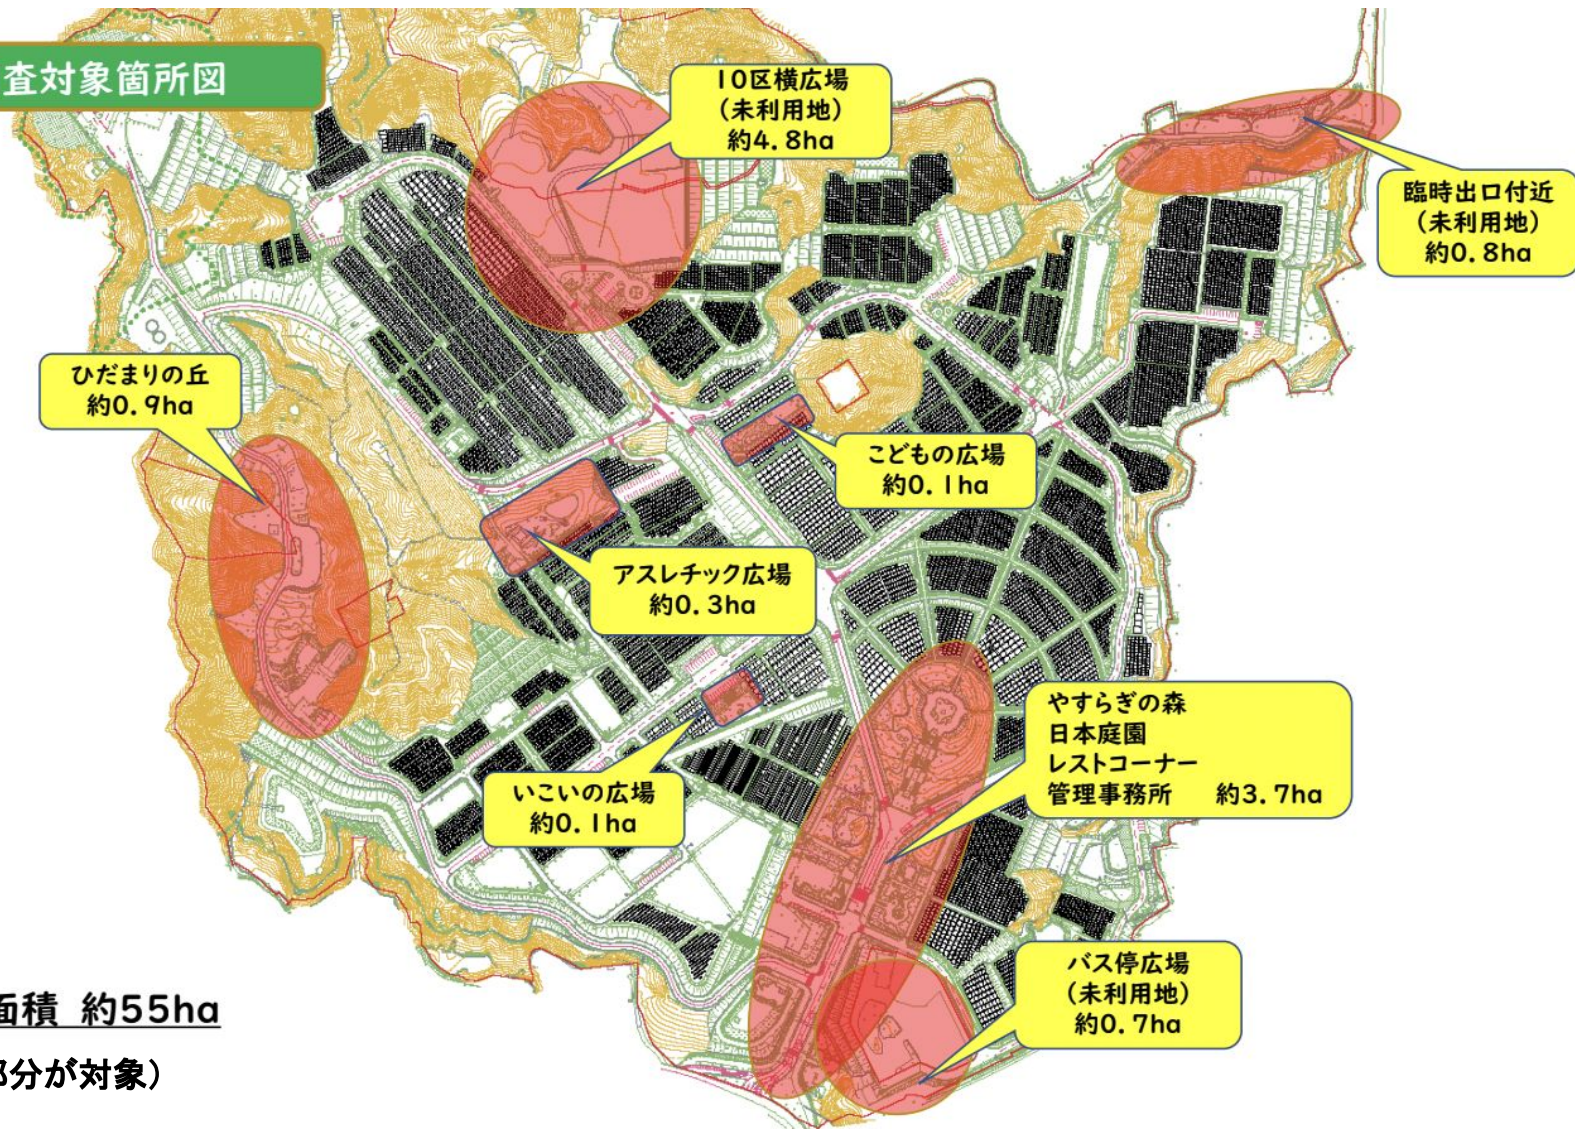 査対象箇所図
10区横広場
(未利用地)
約4.8ha
臨時出口付近
(未利用地)
約0.8ha
ひだまりの丘
約0.9ha
こどもの広場
約0.1ha
アスレチック広場
約0.3ha
やすらぎの森
日本庭園
レストコーナー
管理事務所 約3.7ha
いこいの広場
約0.1ha
バス停広場
(未利用地)
約0.7ha
面積 約55ha
部分が対象)